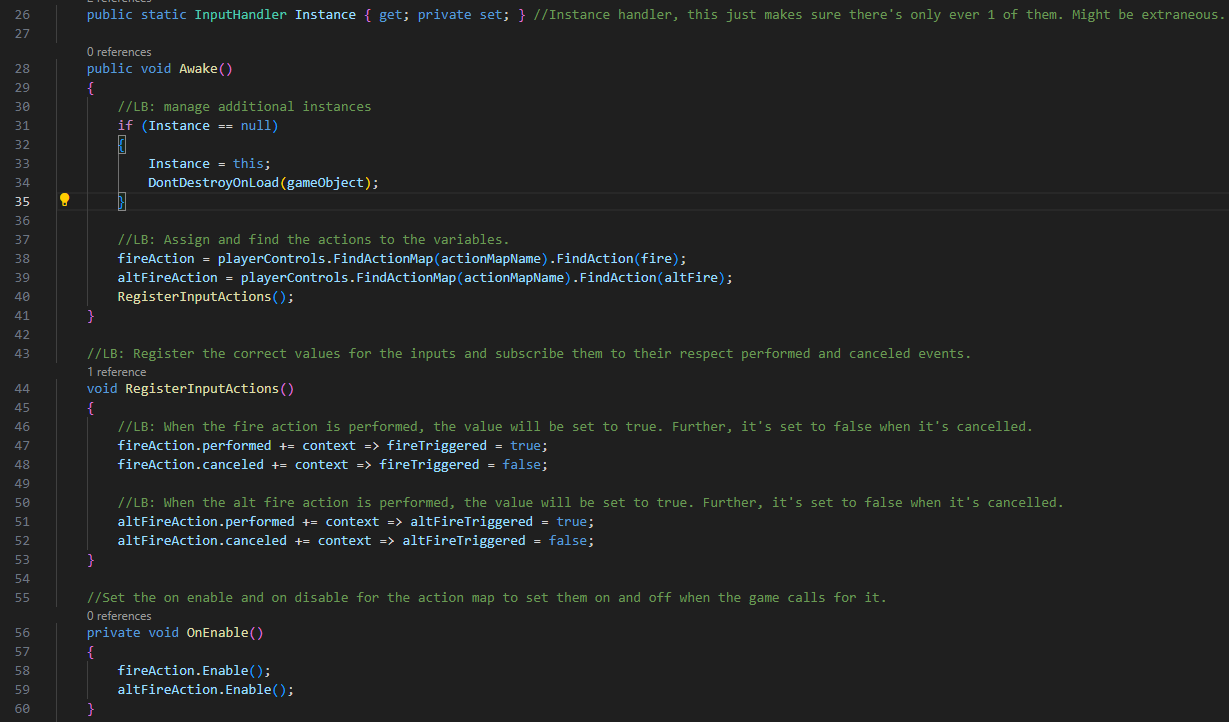 2 references
26 public static InputHandler Instance { get; private set; } //Instance handler, this just makes sure there's only ever 1 of them. Might be extraneous.
27
0 references
28 public void Awake()
29 {
30 //LB: manage additional instances
31 if (Instance == null)
32 {
33 Instance = this;
34 DontDestroyOnLoad(gameObject);
35 }
36
37 //LB: Assign and find the actions to the variables.
38 fireAction = playerControls.FindActionMap(actionMapName).FindAction(fire);
39 altFireAction = playerControls.FindActionMap(actionMapName).FindAction(altFire);
40 RegisterInputActions();
41 }
42
43 //LB: Register the correct values for the inputs and subscribe them to their respect performed and canceled events.
1 reference
44 void RegisterInputActions()
45 {
46 //LB: When the fire action is performed, the value will be set to true. Further, it's set to false when it's cancelled.
47 fireAction.performed += context => fireTriggered = true;
48 fireAction.canceled += context => fireTriggered = false;
49
50 //LB: When the alt fire action is performed, the value will be set to true. Further, it's set to false when it's cancelled.
51 altFireAction.performed += context => altFireTriggered = true;
52 altFireAction.canceled += context => altFireTriggered = false;
53 }
54
55 //Set the on enable and on disable for the action map to set them on and off when the game calls for it.
0 references
56 private void OnEnable()
57 {
58 fireAction.Enable();
59 altFireAction.Enable();
60 }